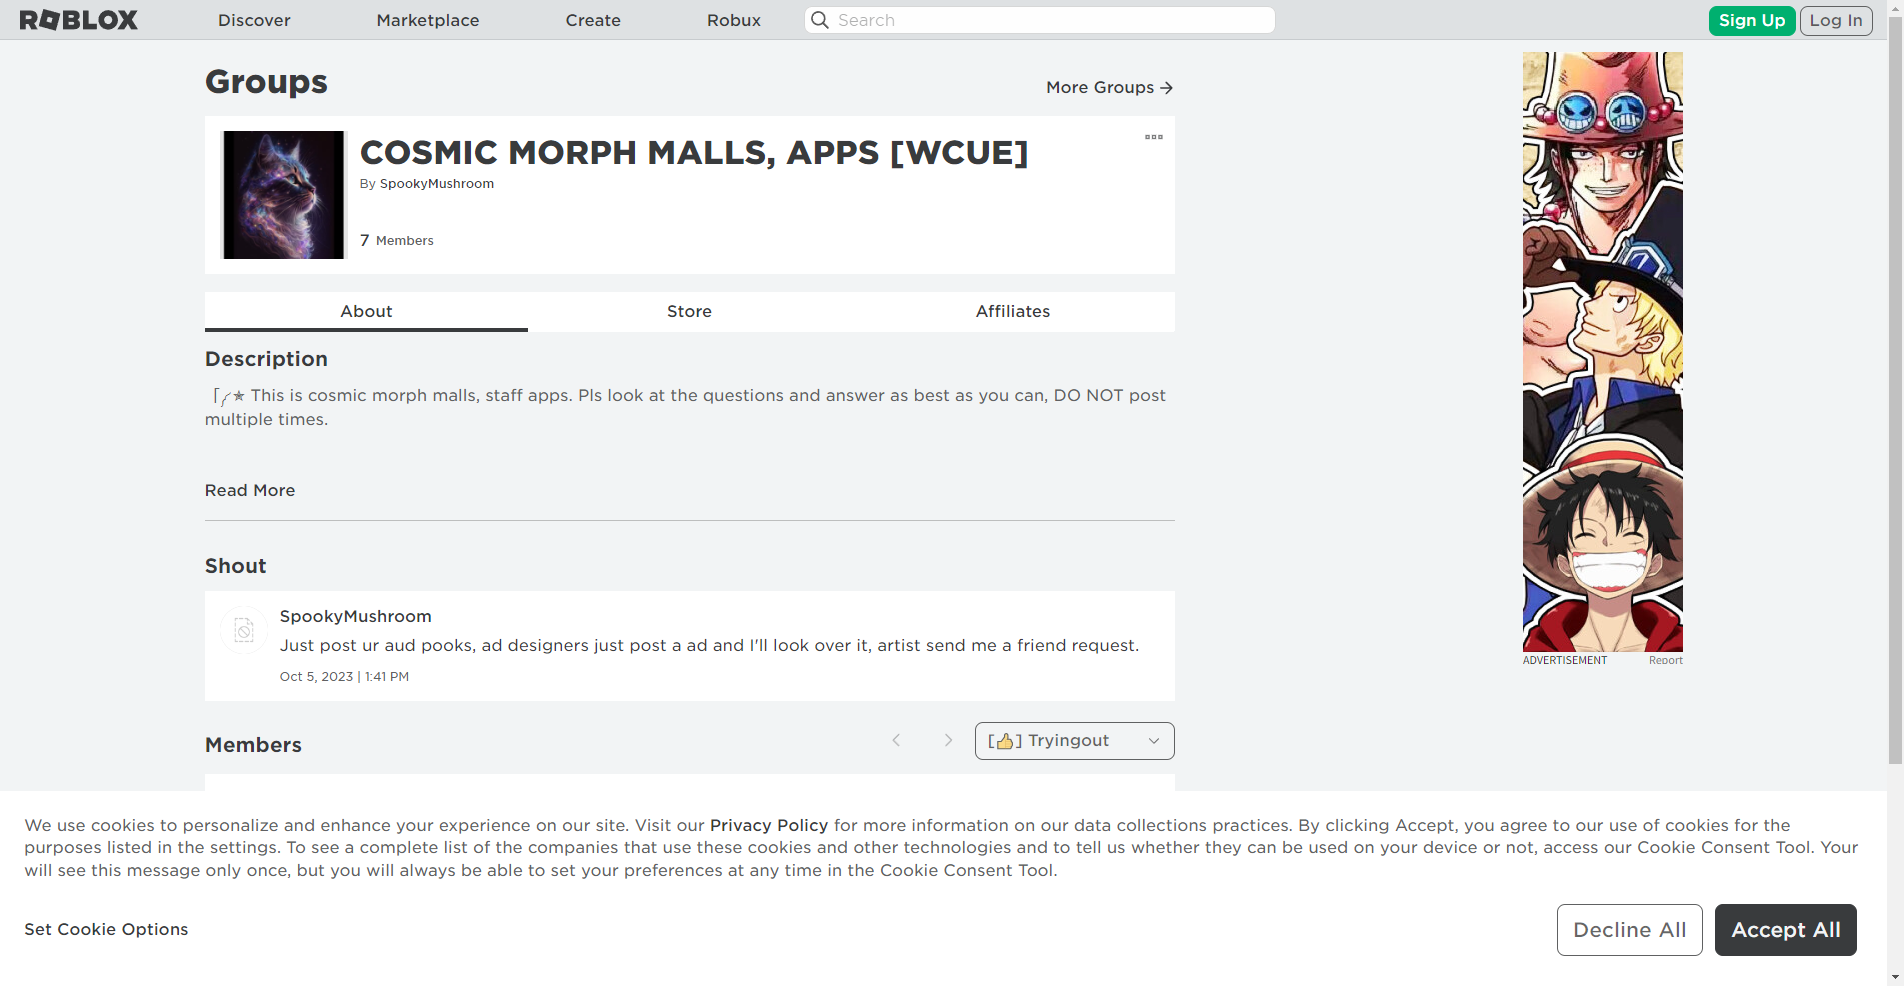 ROBLOX
Discover
Marketplace
Create
Robux
Search
Sign Up
Log In
Groups
More Groups →
COSMIC MORPH MALLS, APPS [WCUE]
By SpookyMushroom
7 Members
About
Store
Affiliates
Description
⎡╭✯ This is cosmic morph malls, staff apps. Pls look at the questions and answer as best as you can, DO NOT post
multiple times.
Read More
Shout
SpookyMushroom
Just post ur aud pooks, ad designers just post a ad and I'll look over it, artist send me a friend request.
Oct 5, 2023 | 1:41 PM
Members
[👍] Tryingout
ADVERTISEMENT
Report
We use cookies to personalize and enhance your experience on our site. Visit our Privacy Policy for more information on our data collections practices. By clicking Accept, you agree to our use of cookies for the
purposes listed in the settings. To see a complete list of the companies that use these cookies and other technologies and to tell us whether they can be used on your device or not, access our Cookie Consent Tool. Your
will see this message only once, but you will always be able to set your preferences at any time in the Cookie Consent Tool.
Set Cookie Options
Decline All
Accept All